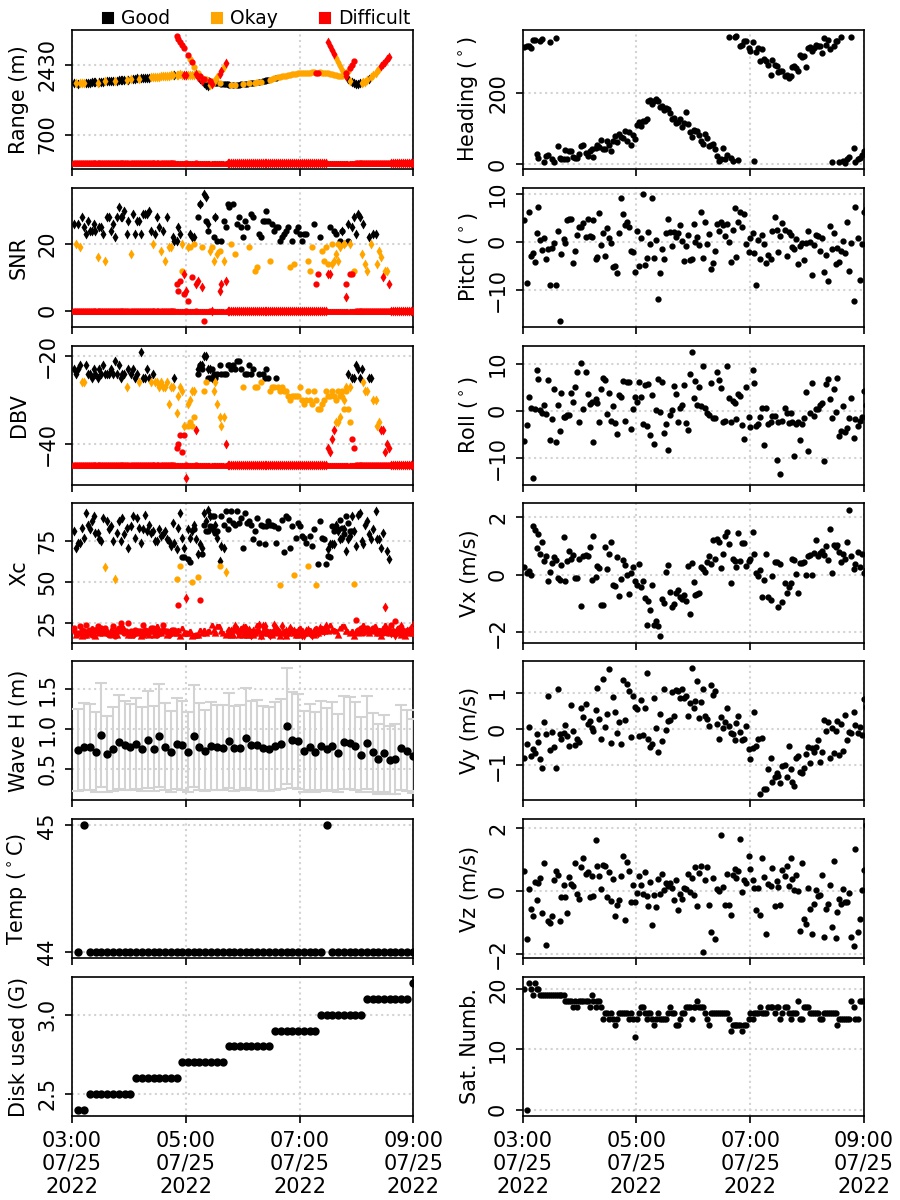 Good Okay Difficult
Range (m)
2430
700
Heading (°)
200
0
SNR
20
0
Pitch (°)
10
0
−10
DBV
−20
−40
Roll (°)
10
0
−10
Xc
75
50
25
Vx (m/s)
2
0
−2
Wave H (m)
1.5
1.0
0.5
Vy (m/s)
1
0
−1
Temp (°C)
45
44
Vz (m/s)
2
0
−2
Disk used (G)
3.0
2.5
Sat. Numb.
20
10
0
03:00 05:00 07:00 09:00 03:00 05:00 07:00 09:00
07/25 07/25 07/25 07/25 07/25 07/25 07/25 07/25
2022 2022 2022 2022 2022 2022 2022 2022